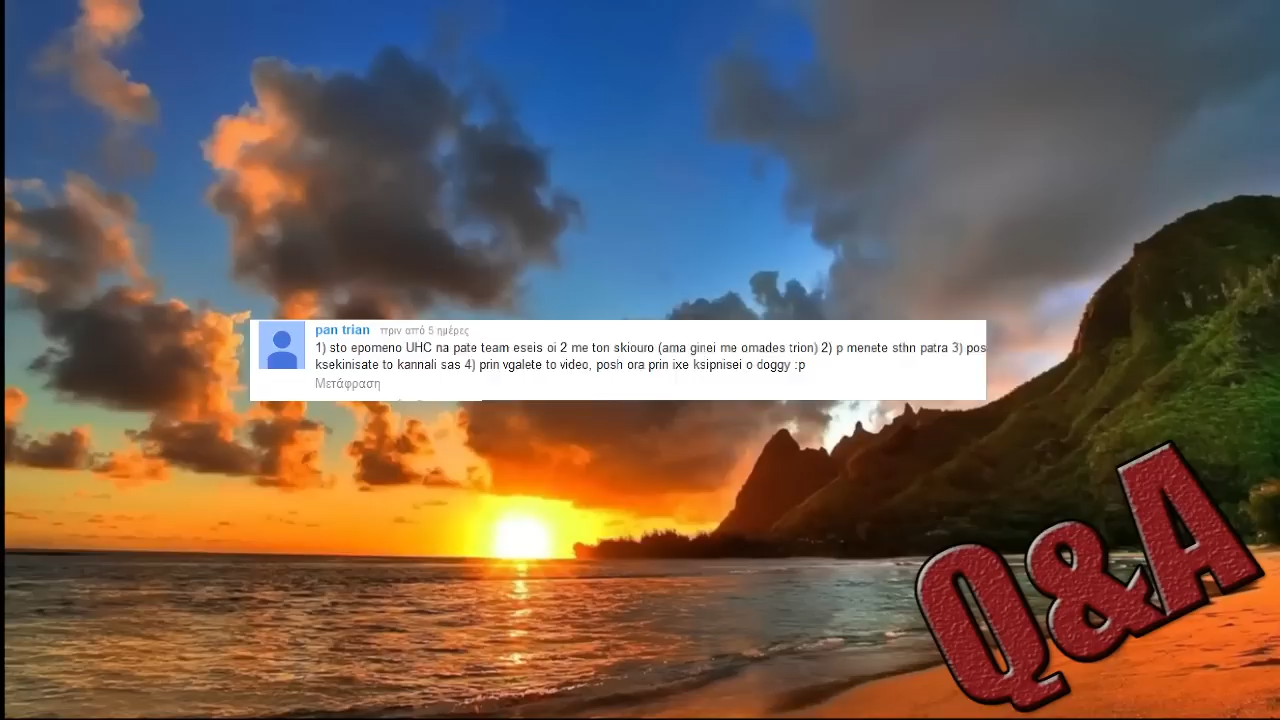 pan trian πριν από 5 ημέρες
1) sto epomeno UHC na pate team eseis oi 2 me ton skiouro (ama ginei me omades trion) 2) p menete sthn patra 3) pos
ksekinisate to kannali sas 4) prin vgalete to video, posh ora prin ixe ksipnisei o doggy :p
Μετάφραση
Q&A